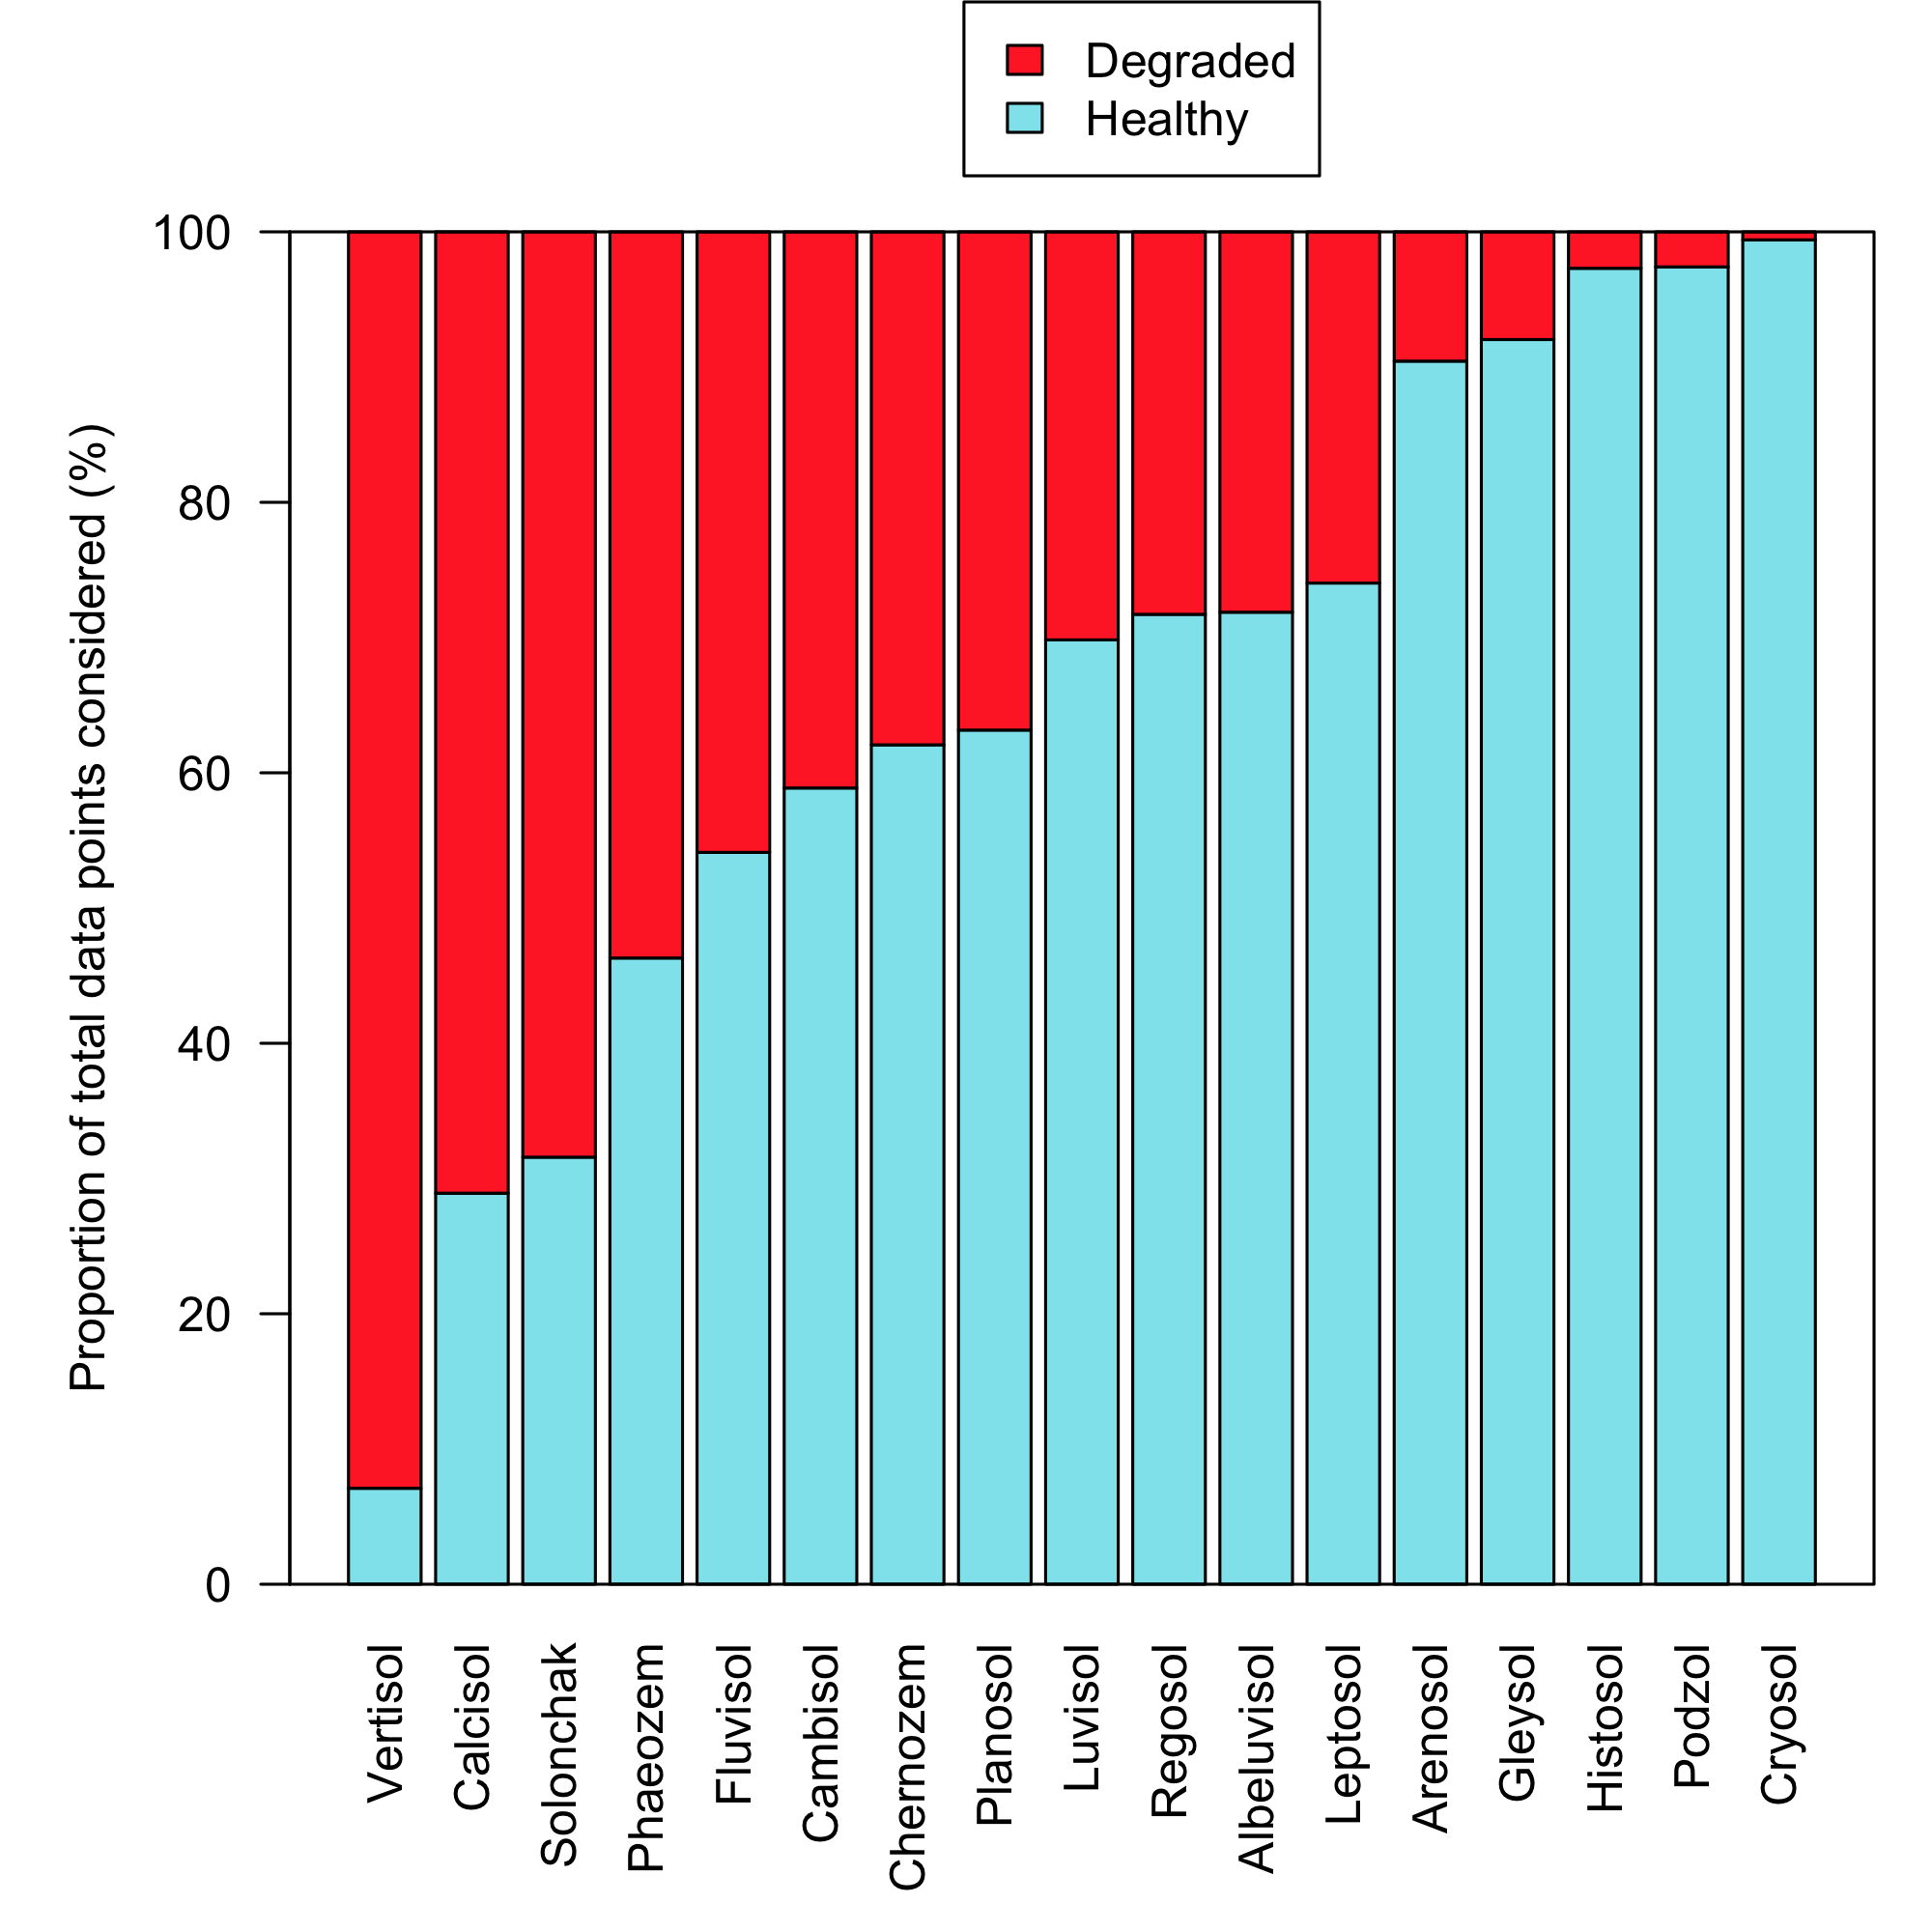 Degraded
Healthy
Proportion of total data points considered (%)
100
80
60
40
20
0
Vertisol
Calcisol
Solonchak
Phaeozem
Fluvisol
Cambisol
Chernozem
Planosol
Luvisol
Regosol
Albeluvisol
Leptosol
Arenosol
Gleysol
Histosol
Podzol
Cryosol